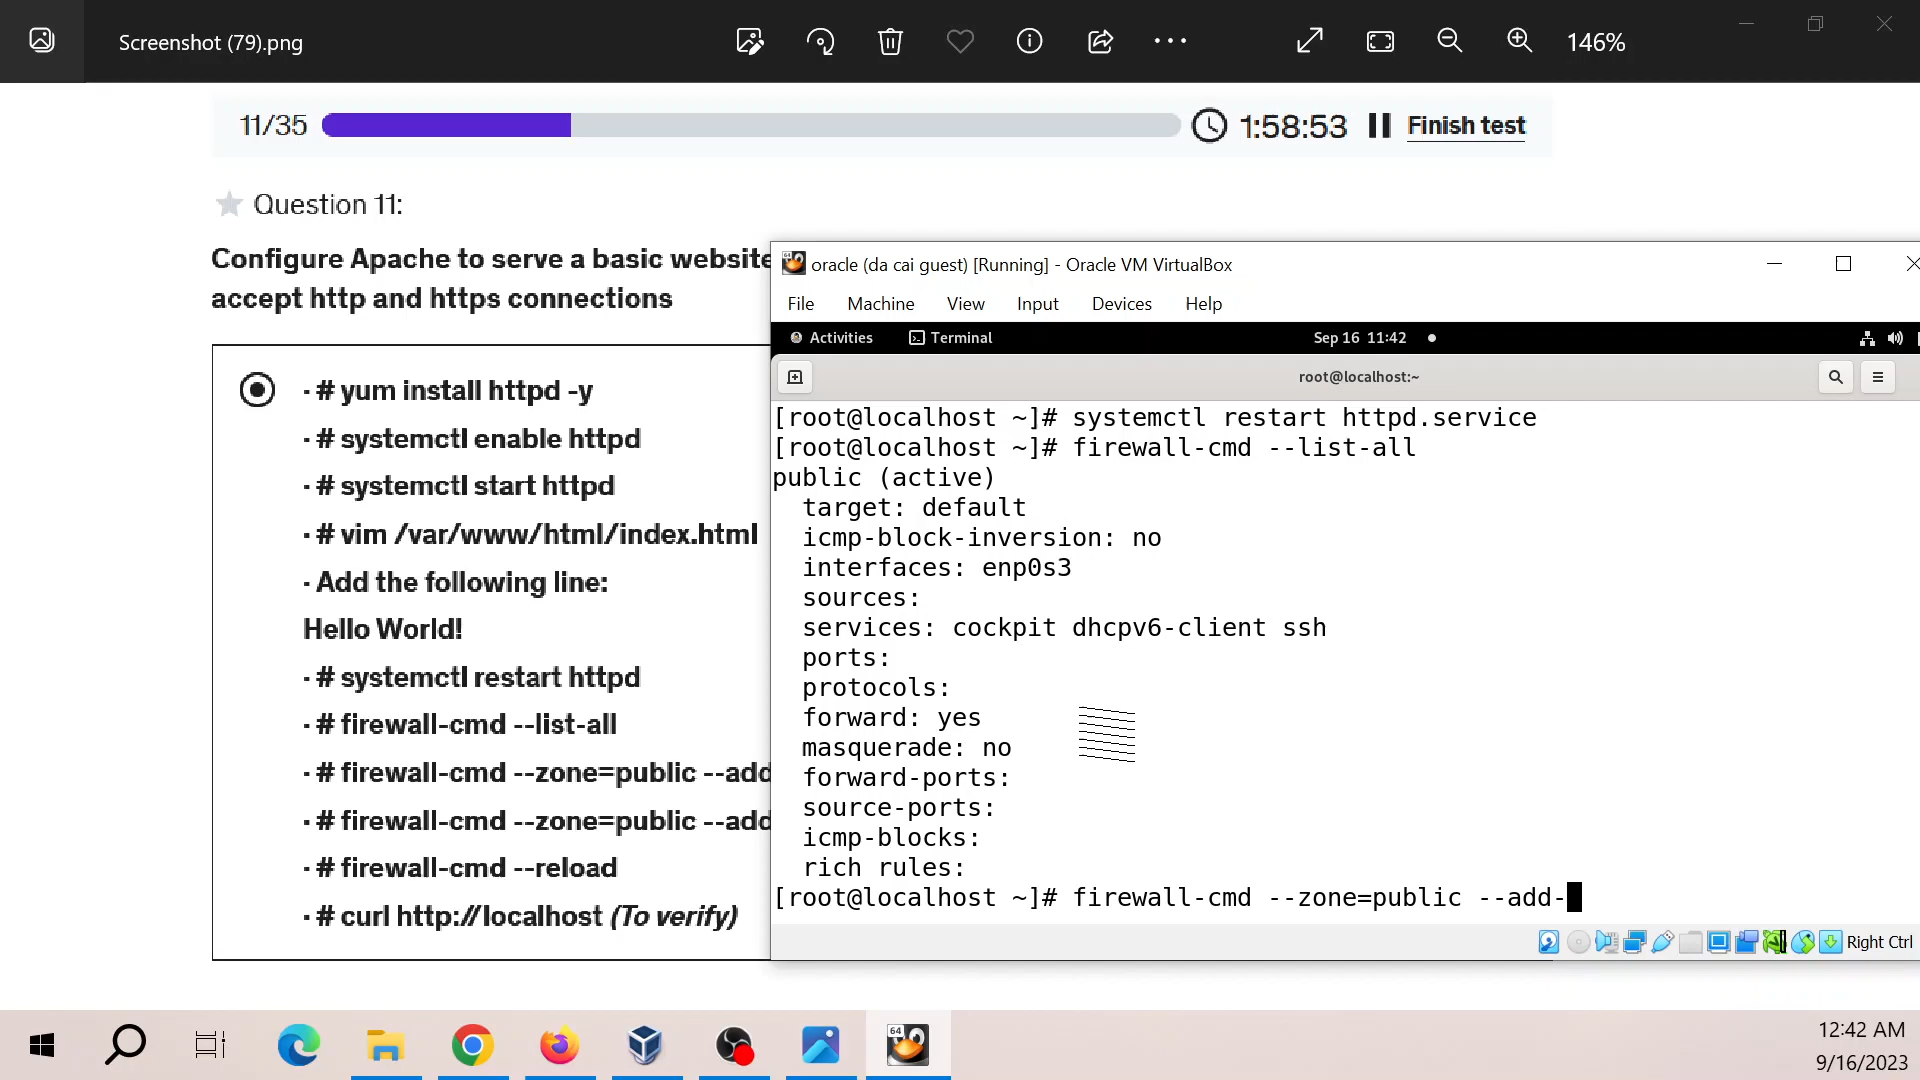 Screenshot (79).png
146%
11/35
1:58:53
Finish test
Question 11:
Configure Apache to serve a basic website
accept http and https connections
- # yum install httpd -y
- # systemctl enable httpd
- # systemctl start httpd
- # vim /var/www/html/index.html
- Add the following line:
Hello World!
- # systemctl restart httpd
- # firewall-cmd --list-all
- # firewall-cmd --zone=public --add
- # firewall-cmd --zone=public --add
- # firewall-cmd --reload
- # curl http://localhost (To verify)
64
oracle (da cai guest) [Running] - Oracle VM VirtualBox
File Machine View Input Devices Help
Activities Terminal Sep 16 11:42
root@localhost:~
[root@localhost ~]# systemctl restart httpd.service
[root@localhost ~]# firewall-cmd --list-all
public (active)
target: default
icmp-block-inversion: no
interfaces: enp0s3
sources:
services: cockpit dhcpv6-client ssh
ports:
protocols:
forward: yes
masquerade: no
forward-ports:
source-ports:
icmp-blocks:
rich rules:
[root@localhost ~]# firewall-cmd --zone=public --add-
Right Ctrl
64
12:42 AM
9/16/2023